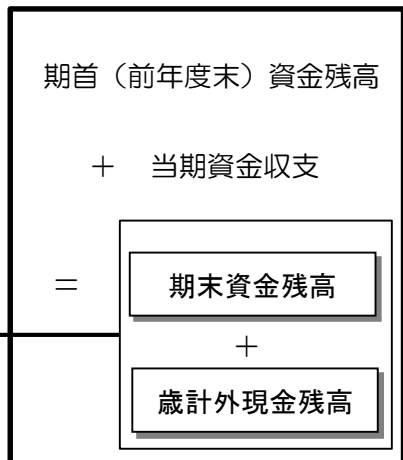 期首（前年度末）資金残高
＋ 当期資金収支
＝ 期末資金残高
＋
歳計外現金残高